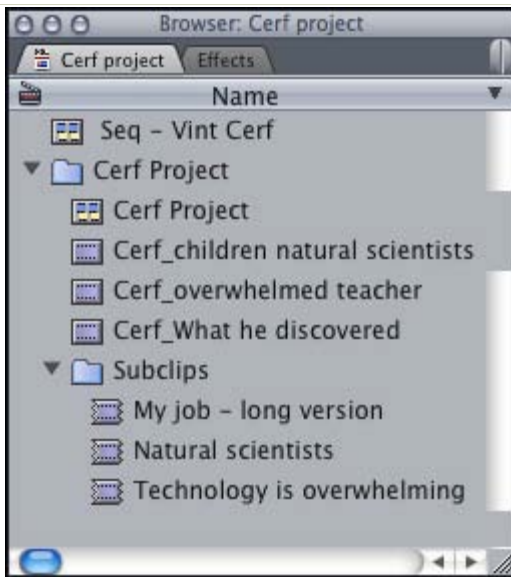 Browser: Cerf project
Cerf project Effects
Name
Seq - Vint Cerf
Cerf Project
Cerf Project
Cerf_children natural scientists
Cerf_overwhelmed teacher
Cerf_What he discovered
Subclips
My job - long version
Natural scientists
Technology is overwhelming